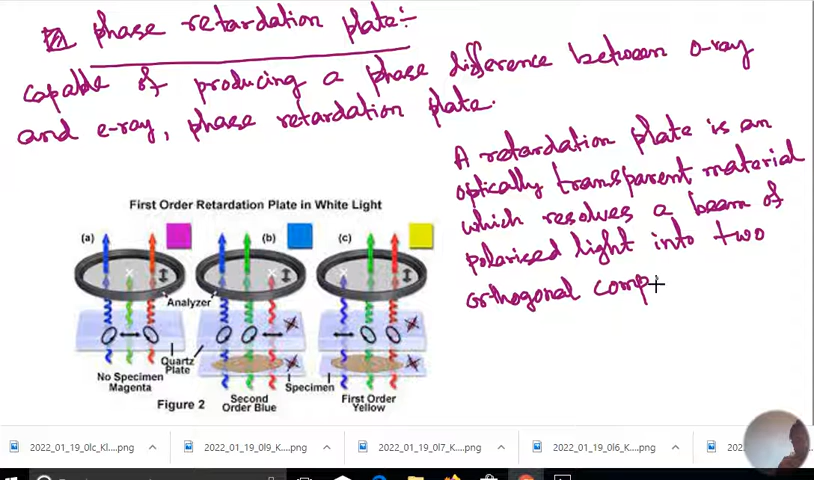 phase retardation plate:-
capable of producing a phase difference between o-ray
and e-ray, phase retardation plate.
A retardation plate is an
optically transparent material
which resolves a beam of
polarised light into two
orthogonal comp
First Order Retardation Plate in White Light
(a) (b) (c)
Analyzer
Quartz
Plate
No Specimen
Magenta
Specimen
Second
Order Blue
First Order
Yellow
Figure 2
2022_01_19_0lc_Kl....png
2022_01_19_0l9_K....png
2022_01_19_0l7_K....png
2022_01_19_0l6_K....png
2022_01